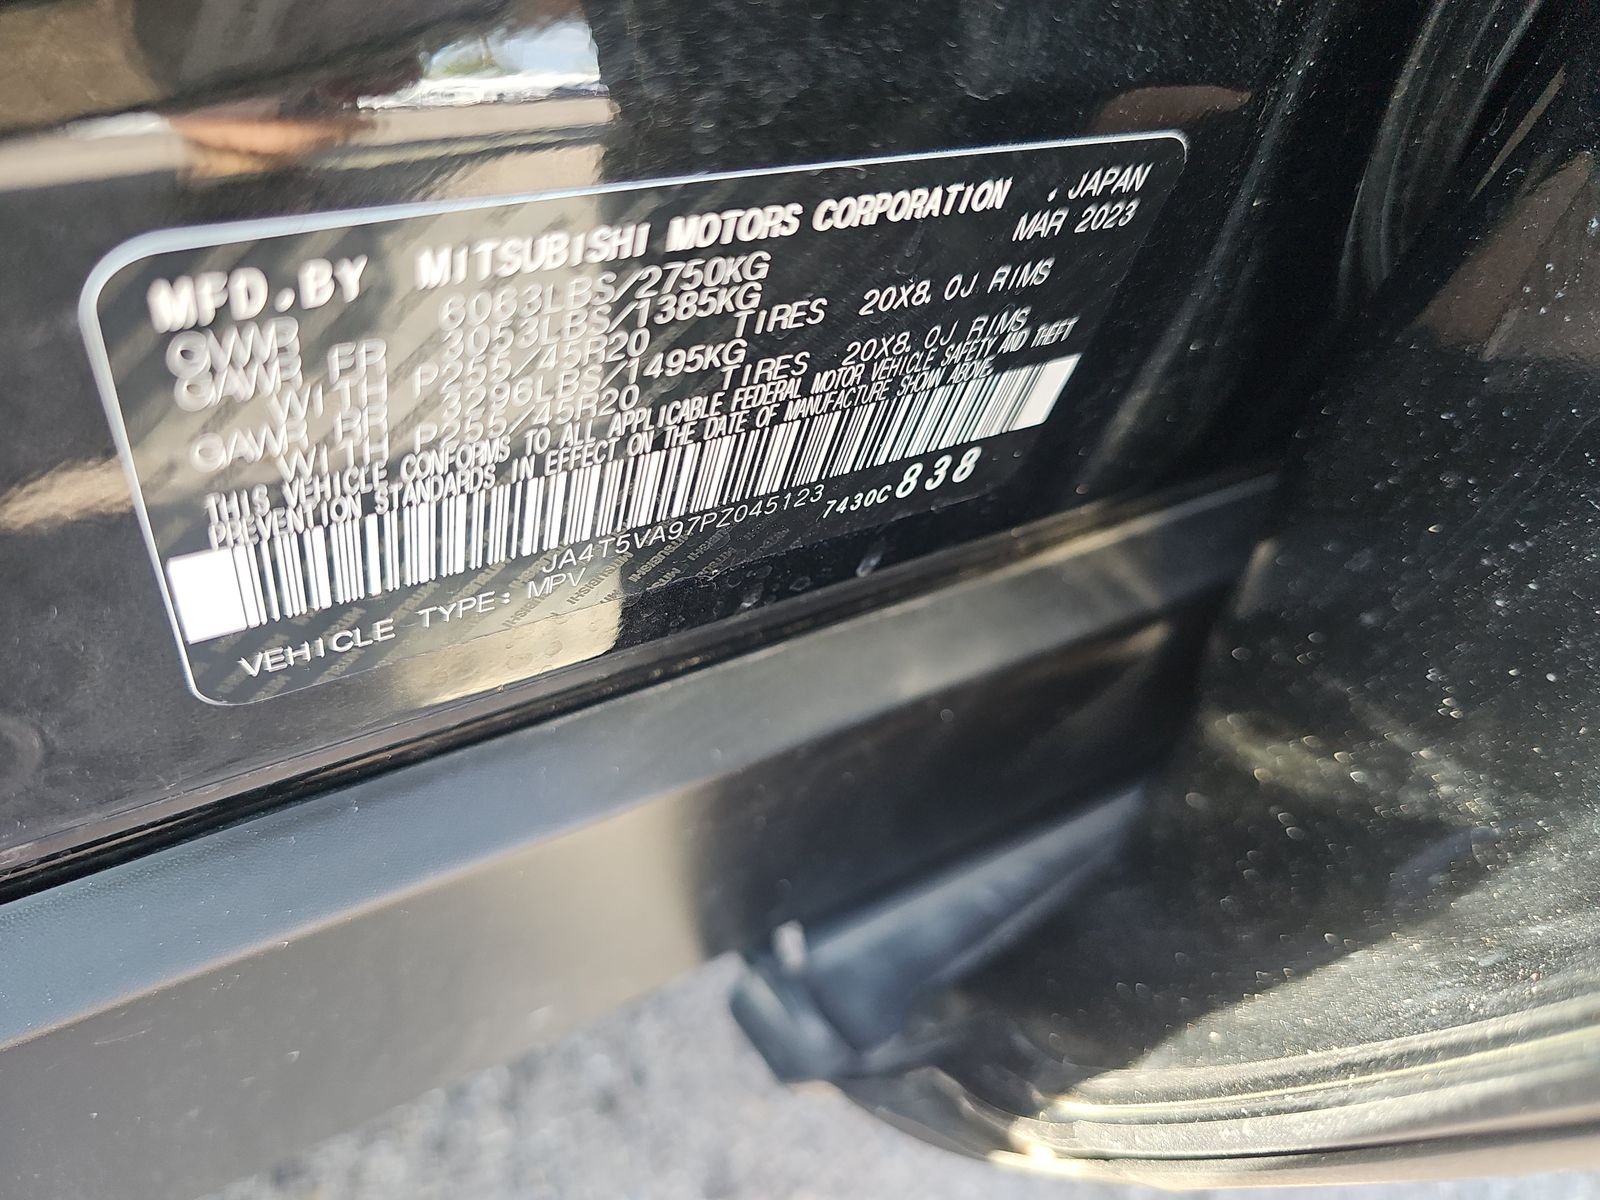 MFD.BY MITSUBISHI MOTORS CORPORATION , JAPAN
GVWR 6063LBS/2750KG MAR 2023
GAWR FR 3053LBS/1385KG
WITH P255/45R20 TIRES 20X8.0J RIMS
GAWR RR 3296LBS/1495KG
WITH P255/45R20 TIRES 20X8.0J RIMS
THIS VEHICLE CONFORMS TO ALL APPLICABLE FEDERAL MOTOR VEHICLE SAFETY AND THEFT
PREVENTION STANDARDS IN EFFECT ON THE DATE OF MANUFACTURE SHOWN ABOVE.
JA4T5VA97PZ045123 7430C 838
VEHICLE TYPE: MPV